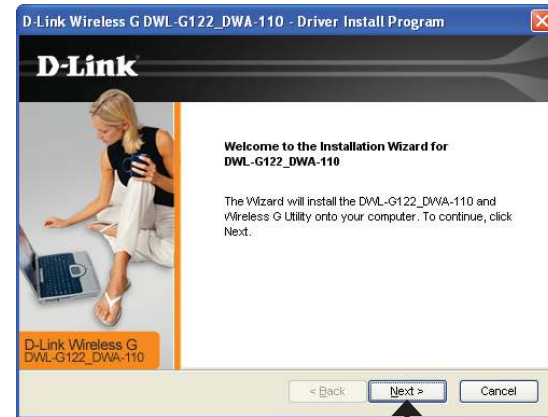 D-Link Wireless G DWL-G122_DWA-110 - Driver Install Program
D-Link
Welcome to the Installation Wizard for
DWL-G122_DWA-110
The Wizard will install the DWL-G122_DWA-110 and
Wireless G Utility onto your computer. To continue, click
Next.
D-Link Wireless G
DWL-G122_DWA-110
< Back
Next >
Cancel